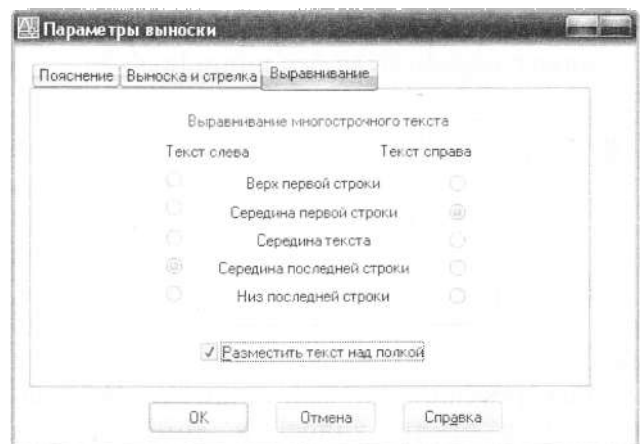 Параметры выноски
Пояснение Выноска и стрелка Выравнивание
Выравнивание многострочного текста
Текст слева Текст справа
Верх первой строки
Середина первой строки
Середина текста
Середина последней строки
Низ последней строки
Разместить текст над полкой
OK Отмена Справка